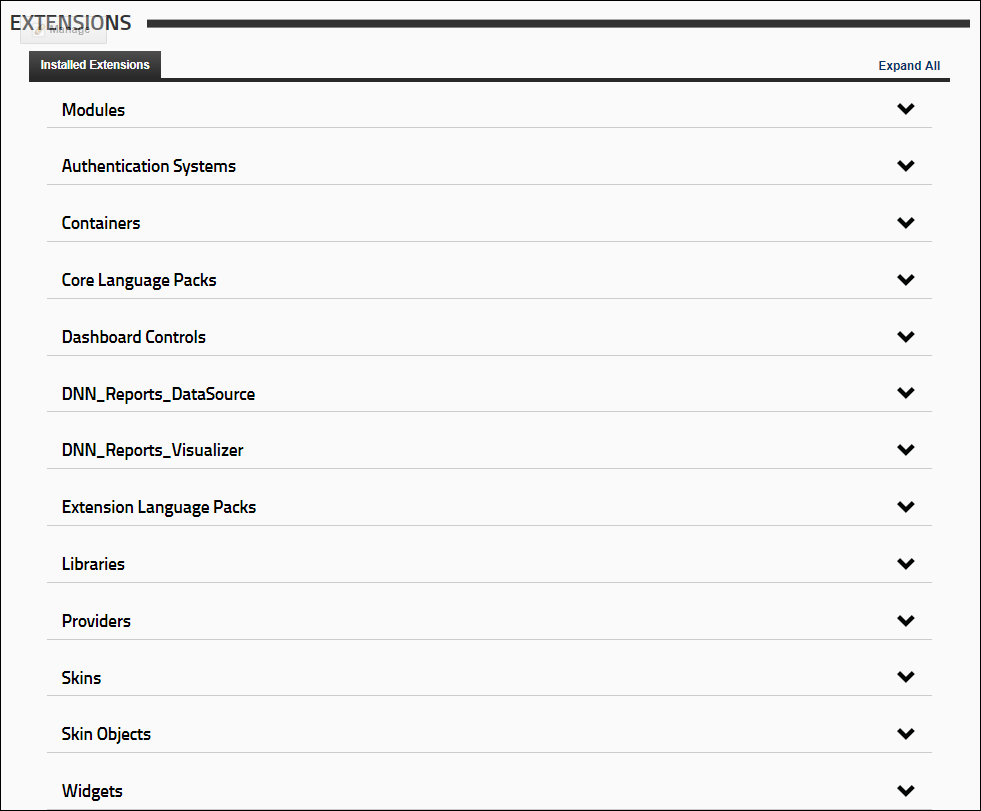 EXTENSIONS
Manage
Installed Extensions
Expand All
Modules
Authentication Systems
Containers
Core Language Packs
Dashboard Controls
DNN_Reports_DataSource
DNN_Reports_Visualizer
Extension Language Packs
Libraries
Providers
Skins
Skin Objects
Widgets